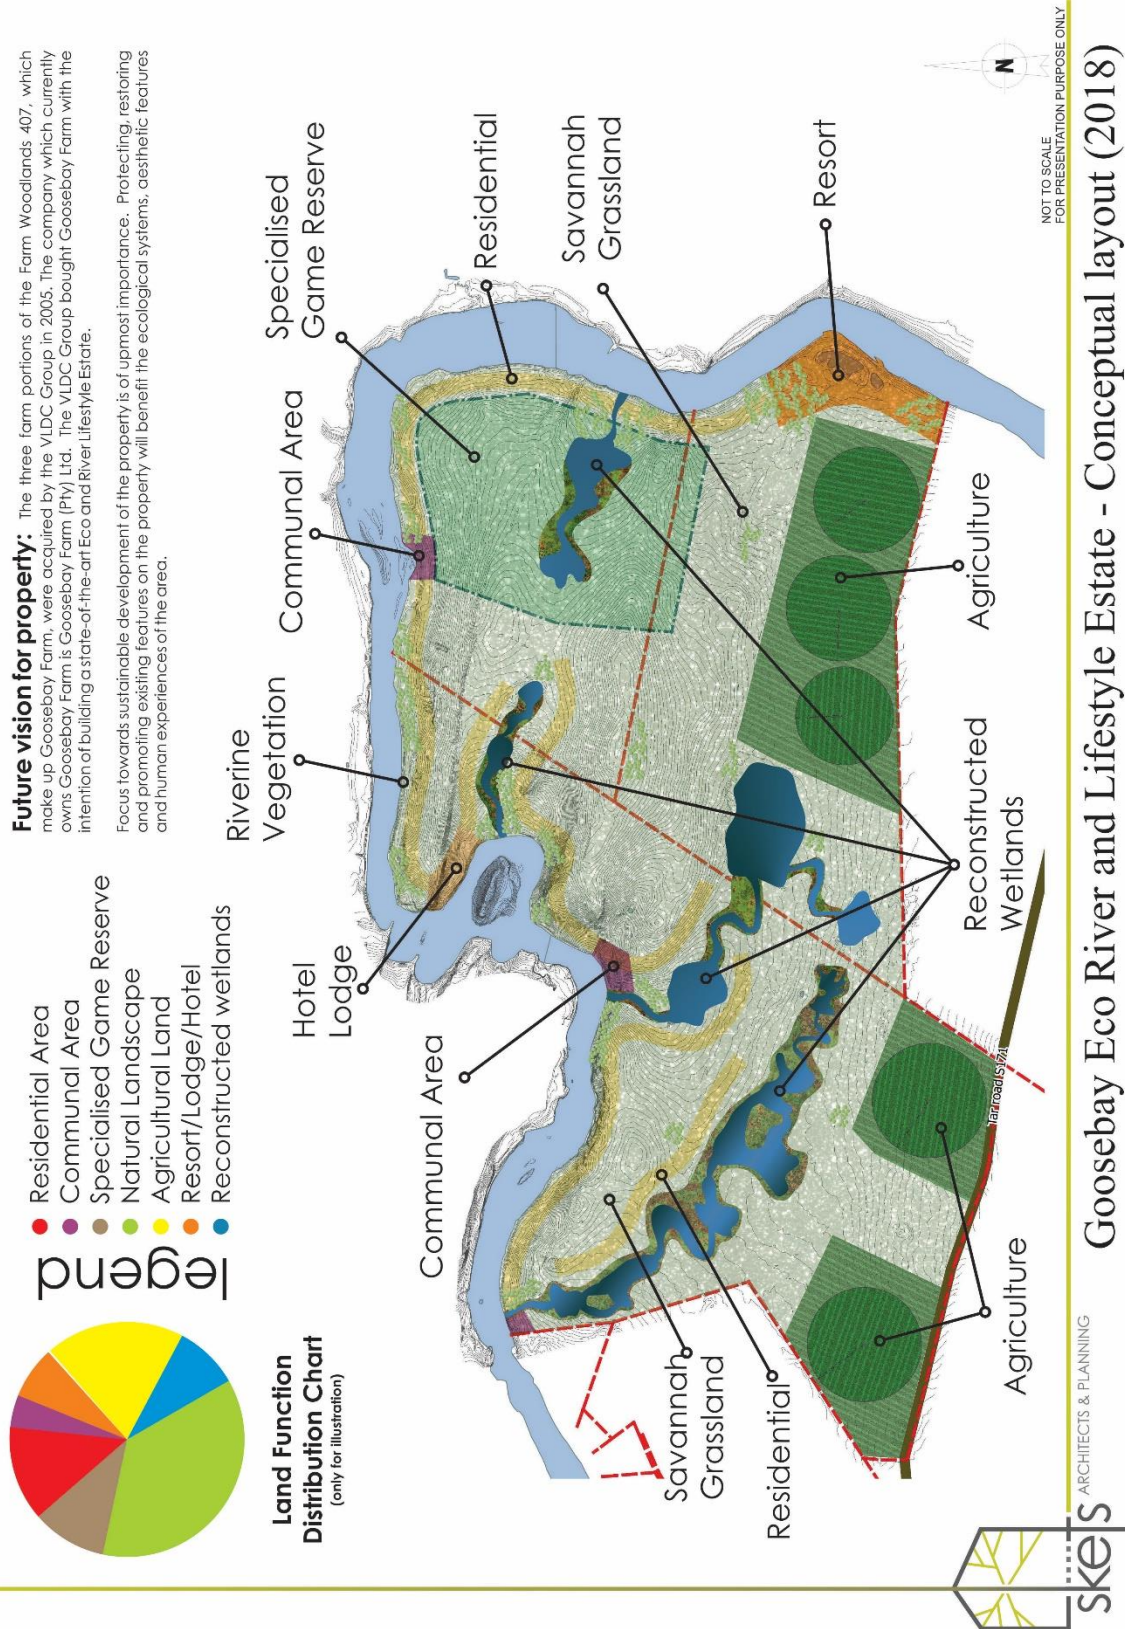 Future vision for property: The three farm portions of the Farm Woodlands 407, which
make up Goosebay Farm, were acquired by the VLDC Group in 2005. The company which currently
owns Goosebay Farm is Goosebay Farm (Pty) Ltd. The VLDC Group bought Goosebay Farm with the
intention of building a state-of-the-art Eco and River Lifestyle Estate.
Focus towards sustainable development of the property is of upmost importance. Protecting, restoring
and promoting existing features on the property will benefit the ecological systems, aesthetic features
and human experiences of the area.
legend
Residential Area
Communal Area
Specialised Game Reserve
Natural Landscape
Agricultural Land
Resort/Lodge/Hotel
Reconstructed wetlands
Land Function
Distribution Chart
(only for illustration)
Communal Area
Hotel
Lodge
Riverine
Vegetation
Communal Area
Specialised
Game Reserve
Residential
Savannah
Grassland
Resort
Savannah
Grassland
Residential
Agriculture
Reconstructed
Wetlands
Agriculture
Tar road S171
N
NOT TO SCALE
FOR PRESENTATION PURPOSE ONLY
skets ARCHITECTS & PLANNING
Goosebay Eco River and Lifestyle Estate - Conceptual layout (2018)